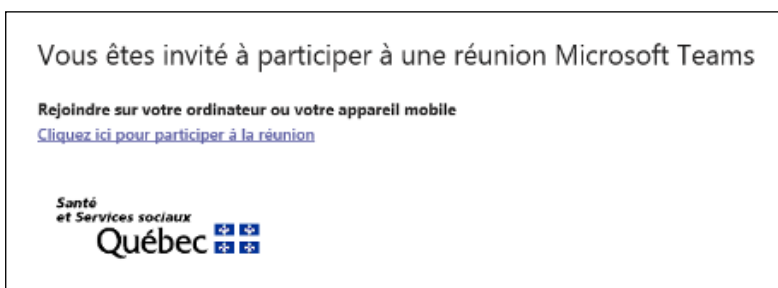 Vous êtes invité à participer à une réunion Microsoft Teams
Rejoindre sur votre ordinateur ou votre appareil mobile
Cliquez ici pour participer à la réunion
Santé
et Services sociaux
Québec